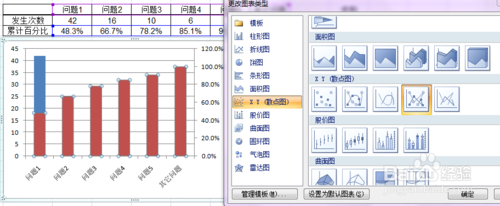 问题1 问题2 问题3 问题4
发生次数 42 16 10 6
累计百分比 48.3% 66.7% 78.2% 85.1% 9
45
40
35
30
25
20
15
10
5
0
120.0%
100.0%
80.0%
60.0%
40.0%
20.0%
0.0%
问题1 问题2 问题3 问题4 问题5 其它问题
更改图表类型
模板
柱形图
折线图
饼图
条形图
面积图
X Y (散点图)
股价图
曲面图
圆环图
气泡图
雷达图
面积图
X Y (散点图)
股价图
曲面图
管理模板(M)...
设置为默认图表(S)
确定
Baidu 经验